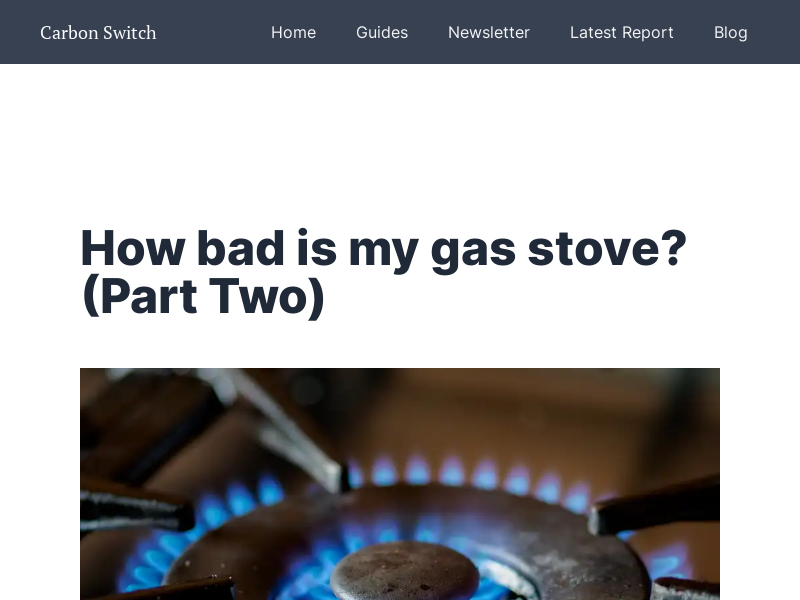 Carbon Switch
Home
Guides
Newsletter
Latest Report
Blog
How bad is my gas stove?
(Part Two)